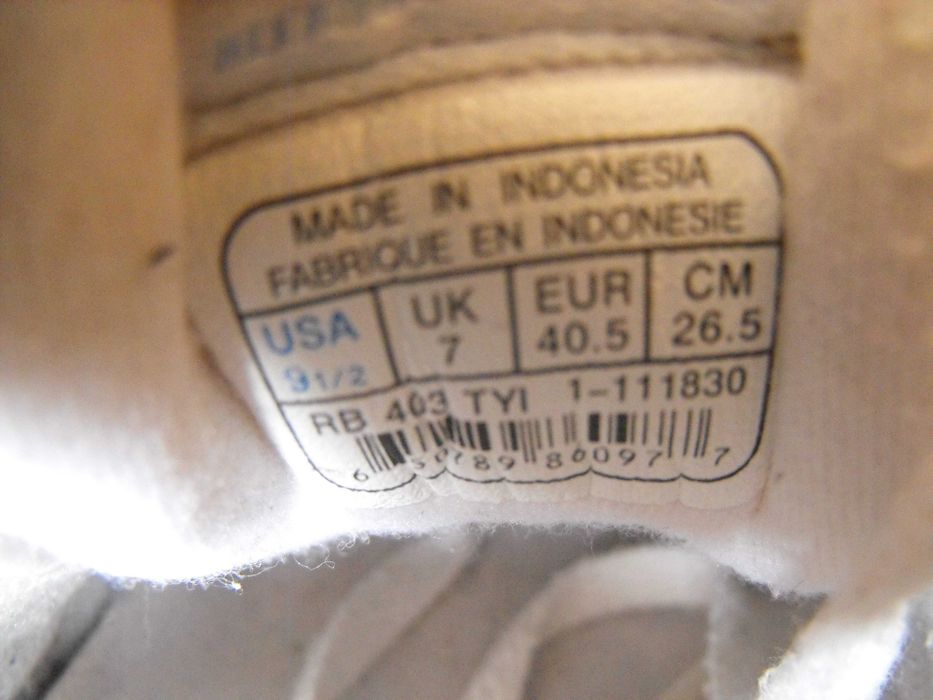 MADE IN INDONESIA
FABRIQUE EN INDONESIE
USA UK EUR CM
9 1/2 7 40.5 26.5
RB 403 TYI 1-111830